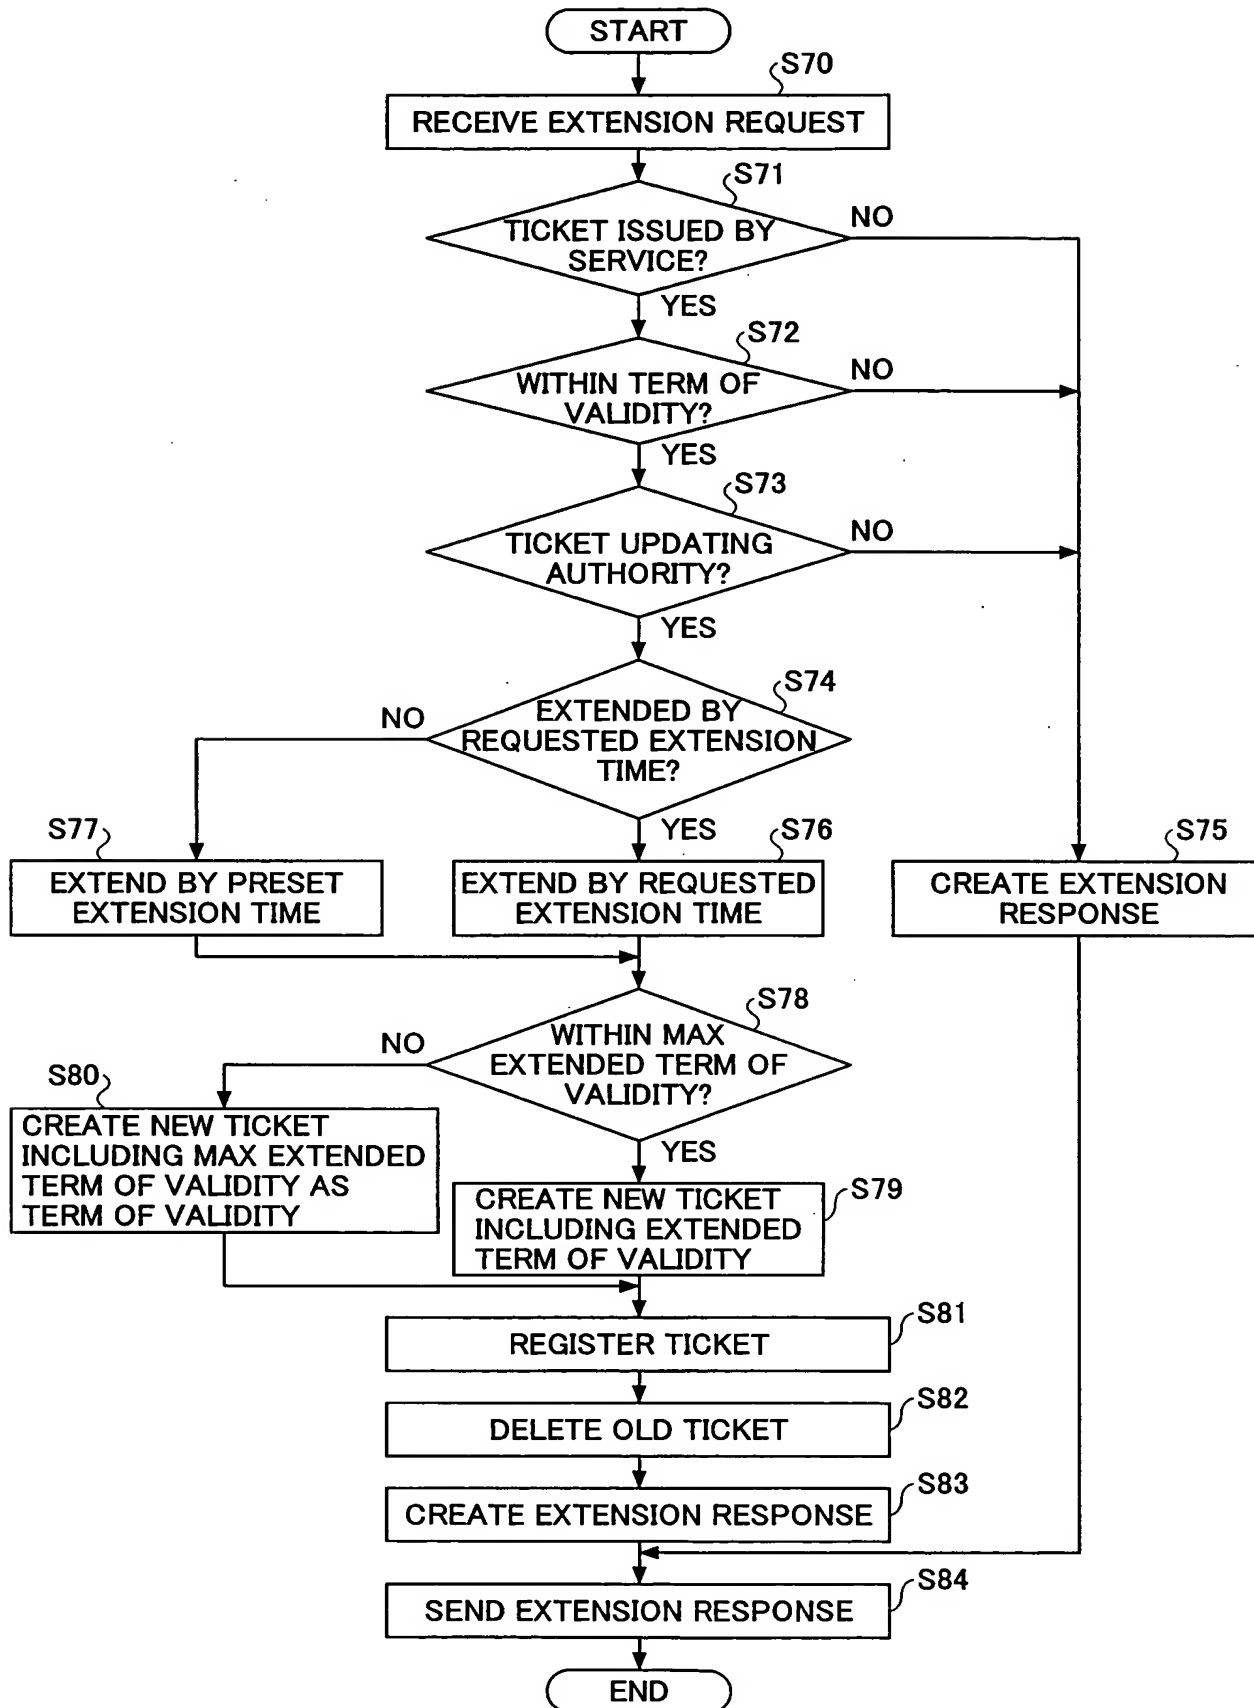 START
S70
RECEIVE EXTENSION REQUEST
S71
TICKET ISSUED BY
SERVICE?
NO
YES
S72
WITHIN TERM OF
VALIDITY?
NO
YES
S73
TICKET UPDATING
AUTHORITY?
NO
YES
S74
EXTENDED BY
REQUESTED EXTENSION
TIME?
NO
YES
S77
EXTEND BY PRESET
EXTENSION TIME
S76
EXTEND BY REQUESTED
EXTENSION TIME
S75
CREATE EXTENSION
RESPONSE
S78
WITHIN MAX
EXTENDED TERM OF
VALIDITY?
NO
YES
S80
CREATE NEW TICKET
INCLUDING MAX EXTENDED
TERM OF VALIDITY AS
TERM OF VALIDITY
S79
CREATE NEW TICKET
INCLUDING EXTENDED
TERM OF VALIDITY
S81
REGISTER TICKET
S82
DELETE OLD TICKET
S83
CREATE EXTENSION RESPONSE
S84
SEND EXTENSION RESPONSE
END